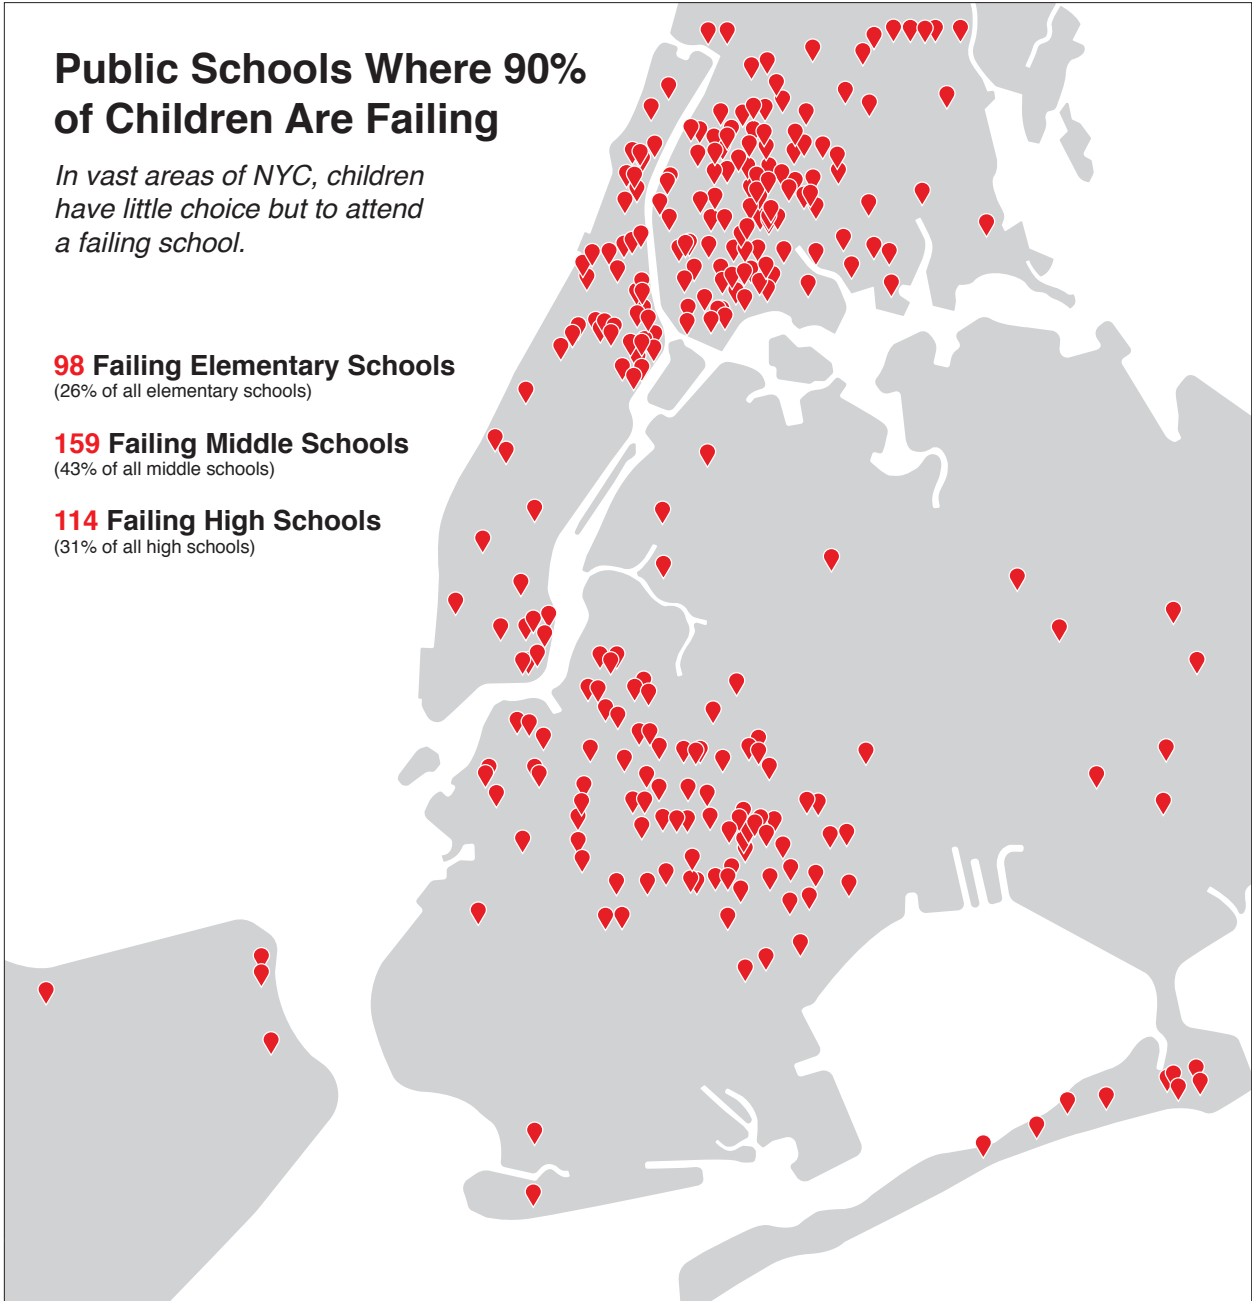 Public Schools Where 90%
of Children Are Failing
In vast areas of NYC, children
have little choice but to attend
a failing school.
98 Failing Elementary Schools
(26% of all elementary schools)
159 Failing Middle Schools
(43% of all middle schools)
114 Failing High Schools
(31% of all high schools)